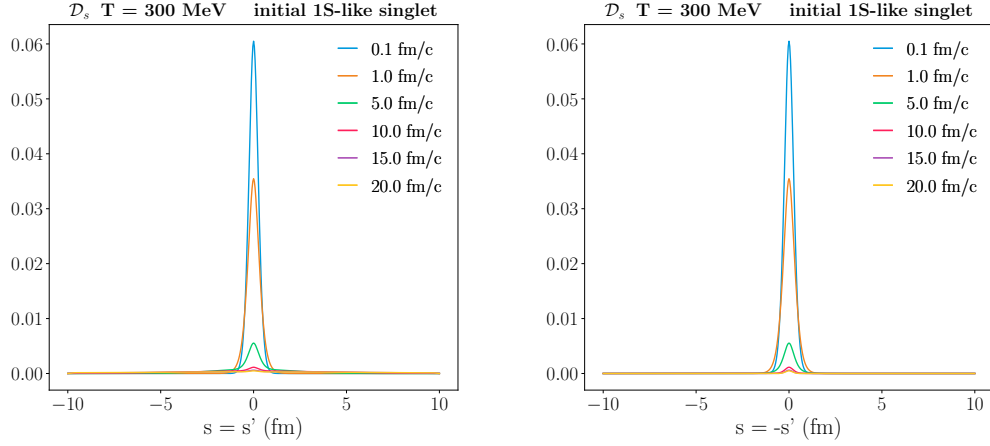 𝒟ₛ T = 300 MeV initial 1S-like singlet
0.06
0.05
0.04
0.03
0.02
0.01
0.00
0.1 fm/c
1.0 fm/c
5.0 fm/c
10.0 fm/c
15.0 fm/c
20.0 fm/c
−10 −5 0 5 10
s = s' (fm)
𝒟ₛ T = 300 MeV initial 1S-like singlet
0.06
0.05
0.04
0.03
0.02
0.01
0.00
0.1 fm/c
1.0 fm/c
5.0 fm/c
10.0 fm/c
15.0 fm/c
20.0 fm/c
−10 −5 0 5 10
s = -s' (fm)